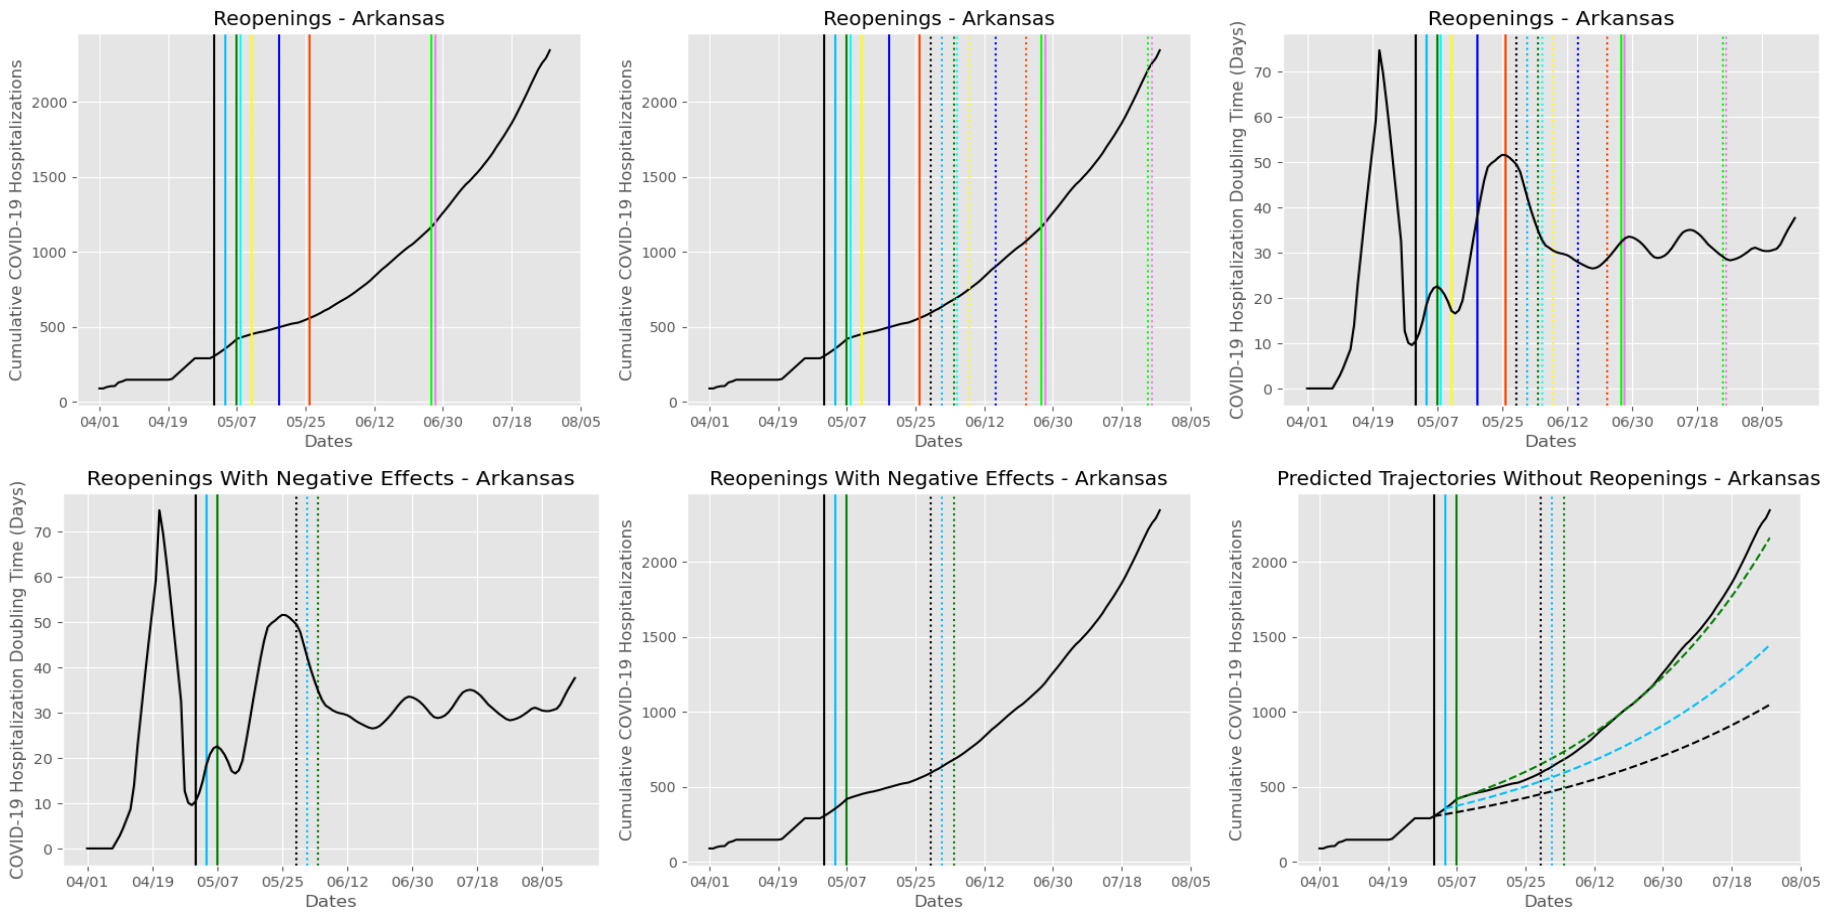 Reopenings - Arkansas
Cumulative COVID-19 Hospitalizations
2000
1500
1000
500
0
04/01 04/19 05/07 05/25 06/12 06/30 07/18 08/05
Dates
Reopenings - Arkansas
Cumulative COVID-19 Hospitalizations
2000
1500
1000
500
0
04/01 04/19 05/07 05/25 06/12 06/30 07/18 08/05
Dates
Reopenings - Arkansas
COVID-19 Hospitalization Doubling Time (Days)
70
60
50
40
30
20
10
0
04/01 04/19 05/07 05/25 06/12 06/30 07/18 08/05
Dates
Reopenings With Negative Effects - Arkansas
COVID-19 Hospitalization Doubling Time (Days)
70
60
50
40
30
20
10
0
04/01 04/19 05/07 05/25 06/12 06/30 07/18 08/05
Dates
Reopenings With Negative Effects - Arkansas
Cumulative COVID-19 Hospitalizations
2000
1500
1000
500
0
04/01 04/19 05/07 05/25 06/12 06/30 07/18 08/05
Dates
Predicted Trajectories Without Reopenings - Arkansas
Cumulative COVID-19 Hospitalizations
2000
1500
1000
500
0
04/01 04/19 05/07 05/25 06/12 06/30 07/18 08/05
Dates